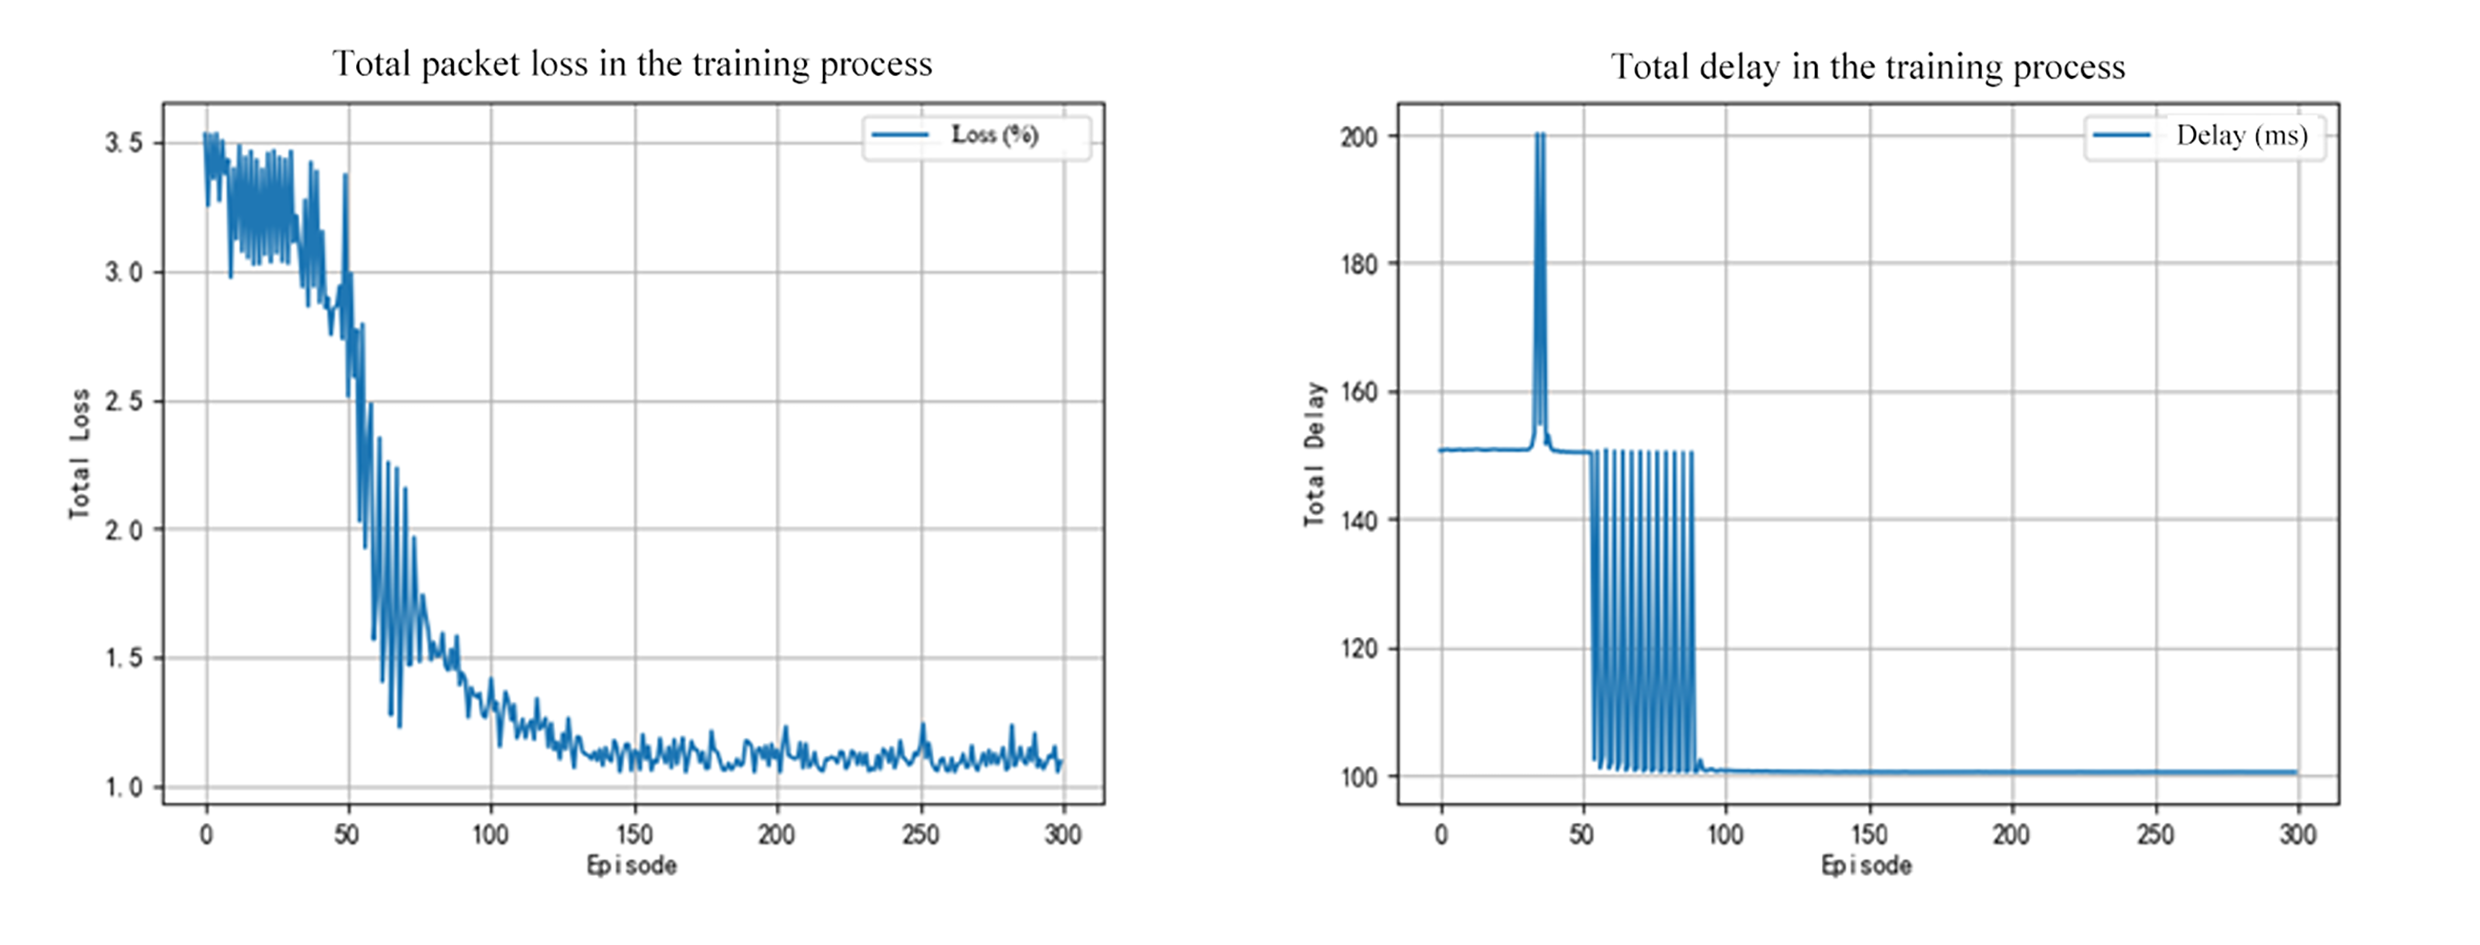 Total packet loss in the training process
Loss (%)
3.5
3.0
2.5
2.0
1.5
1.0
Total Loss
0 50 100 150 200 250 300
Episode
Total delay in the training process
Delay (ms)
200
180
160
140
120
100
Total Delay
0 50 100 150 200 250 300
Episode